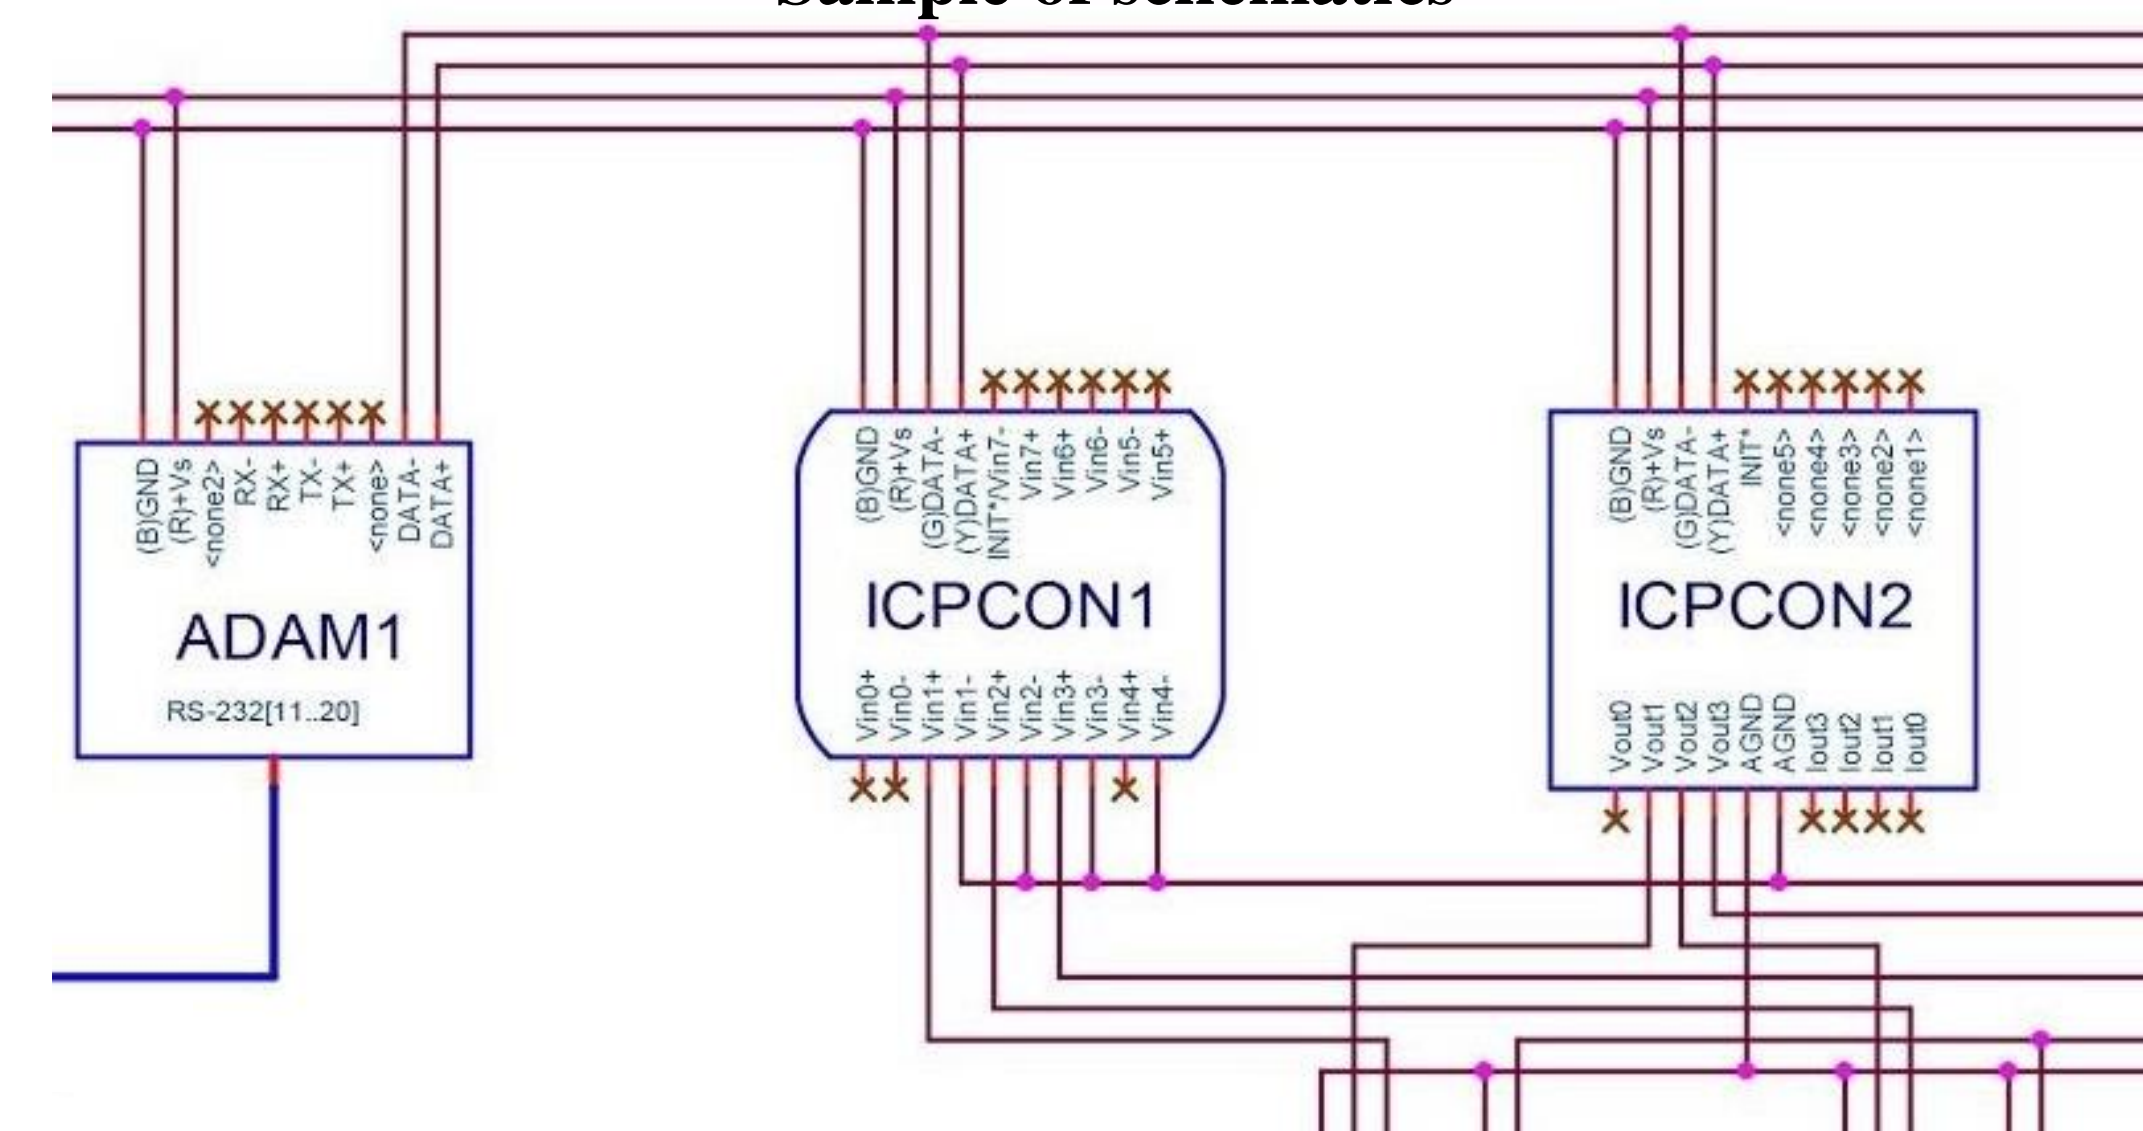 Sample of schematics
(B)GND
(R)+Vs
<none2>
RX-
RX+
TX-
TX+
<none>
DATA-
DATA+
ADAM1
RS-232[11..20]
(B)GND
(R)+Vs
(G)DATA-
(Y)DATA+
INIT*/Vin7-
Vin7+
Vin6+
Vin6-
Vin5-
Vin5+
ICPCON1
Vin0+
Vin0-
Vin1+
Vin1-
Vin2+
Vin2-
Vin3+
Vin3-
Vin4+
Vin4-
(B)GND
(R)+Vs
(G)DATA-
(Y)DATA+
INIT*
<none5>
<none4>
<none3>
<none2>
<none1>
ICPCON2
Vout0
Vout1
Vout2
Vout3
AGND
AGND
Iout3
Iout2
Iout1
Iout0